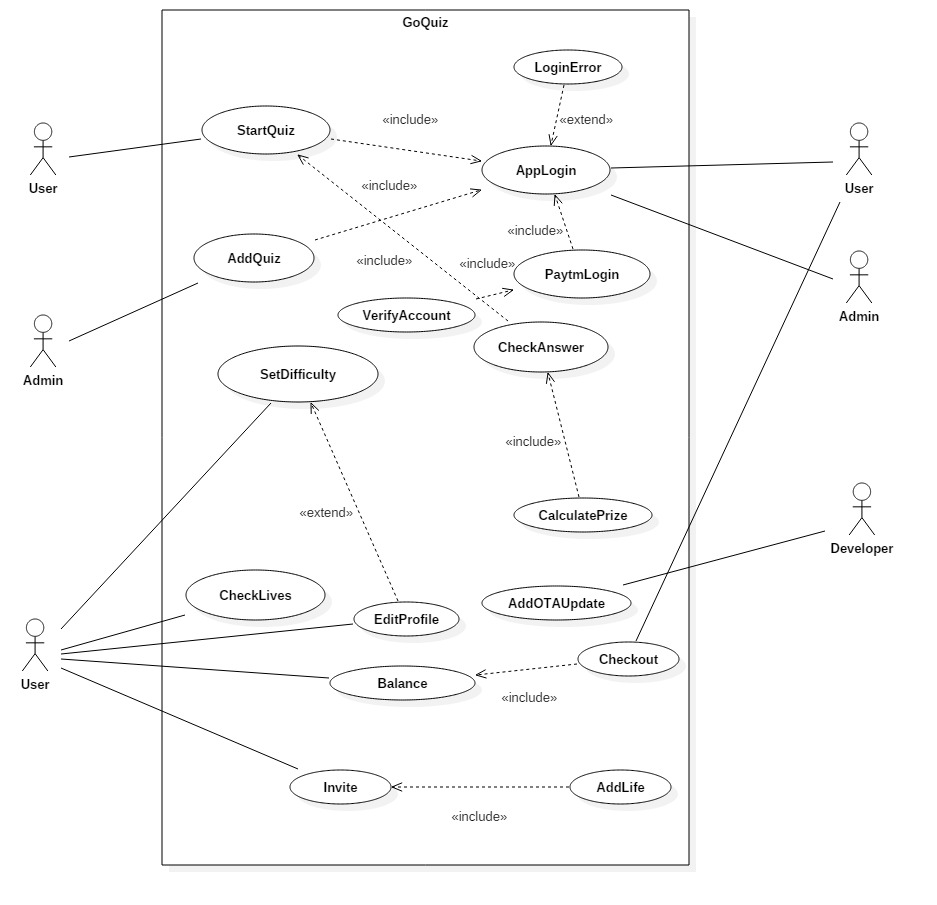 GoQuiz
LoginError
«include»
«extend»
StartQuiz
AppLogin
User
User
«include»
«include»
AddQuiz
«include»
«include»
PaytmLogin
Admin
VerifyAccount
CheckAnswer
Admin
SetDifficulty
«include»
«extend»
CalculatePrize
Developer
CheckLives
AddOTAUpdate
EditProfile
Checkout
User
Balance
«include»
Invite
AddLife
«include»